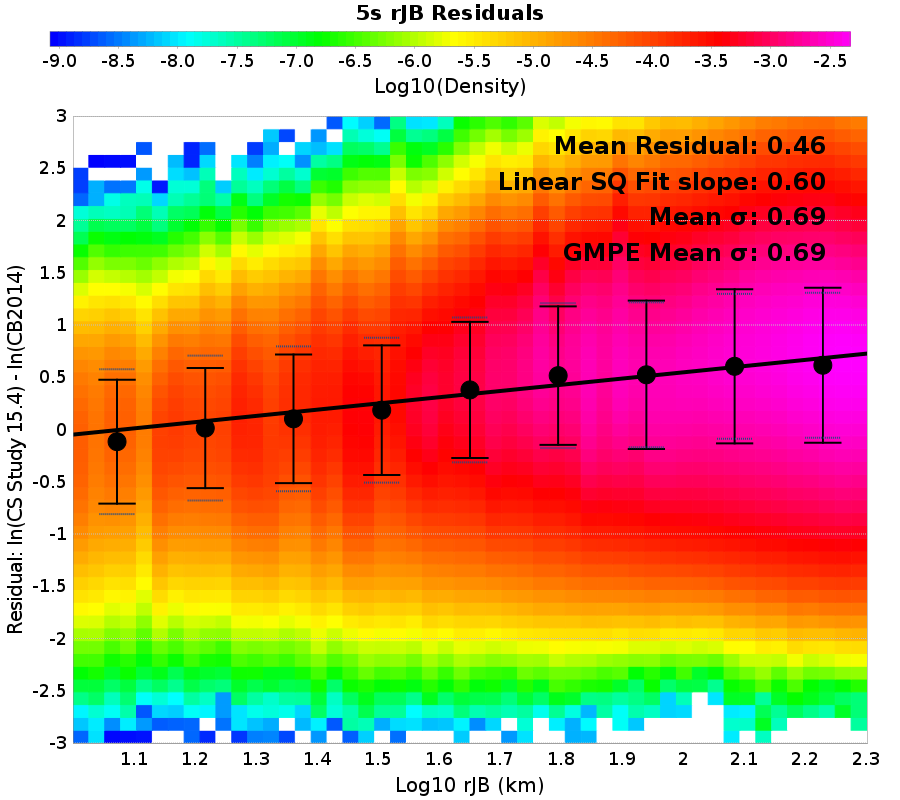 5s rJB Residuals
-9.0 -8.5 -8.0 -7.5 -7.0 -6.5 -6.0 -5.5 -5.0 -4.5 -4.0 -3.5 -3.0 -2.5
Log10(Density)
Mean Residual: 0.46
Linear SQ Fit slope: 0.60
Mean σ: 0.69
GMPE Mean σ: 0.69
Residual: ln(CS Study 15.4) - ln(CB2014)
3
2.5
2
1.5
1
0.5
0
-0.5
-1
-1.5
-2
-2.5
-3
1.1 1.2 1.3 1.4 1.5 1.6 1.7 1.8 1.9 2 2.1 2.2 2.3
Log10 rJB (km)